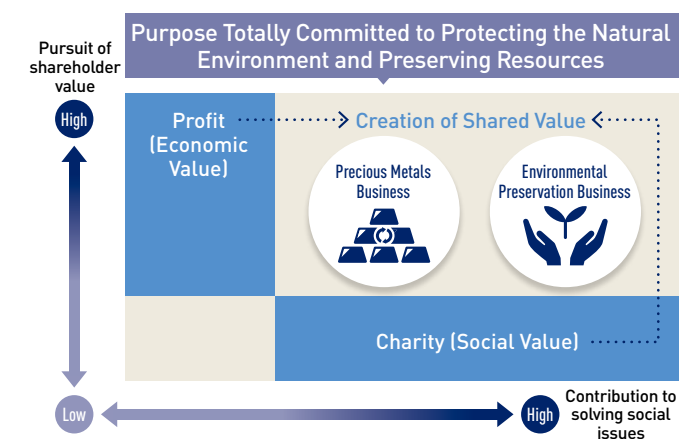 Purpose Totally Committed to Protecting the Natural
Environment and Preserving Resources
Pursuit of
shareholder
value
High
Profit
(Economic
Value)
Creation of Shared Value
Precious Metals
Business
Environmental
Preservation Business
Charity (Social Value)
Low
High
Contribution to
solving social
issues